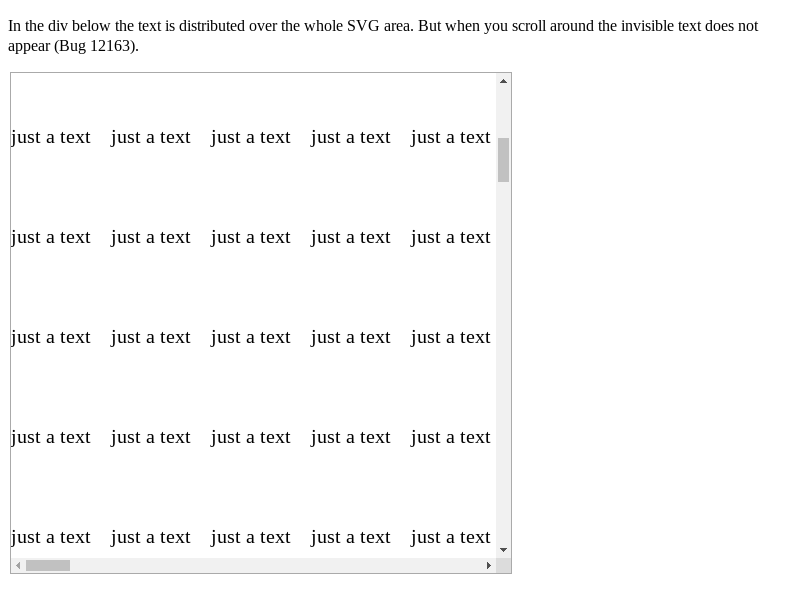 In the div below the text is distributed over the whole SVG area. But when you scroll around the invisible text does not
appear (Bug 12163).
just a text just a text just a text just a text just a text
just a text just a text just a text just a text just a text
just a text just a text just a text just a text just a text
just a text just a text just a text just a text just a text
just a text just a text just a text just a text just a text